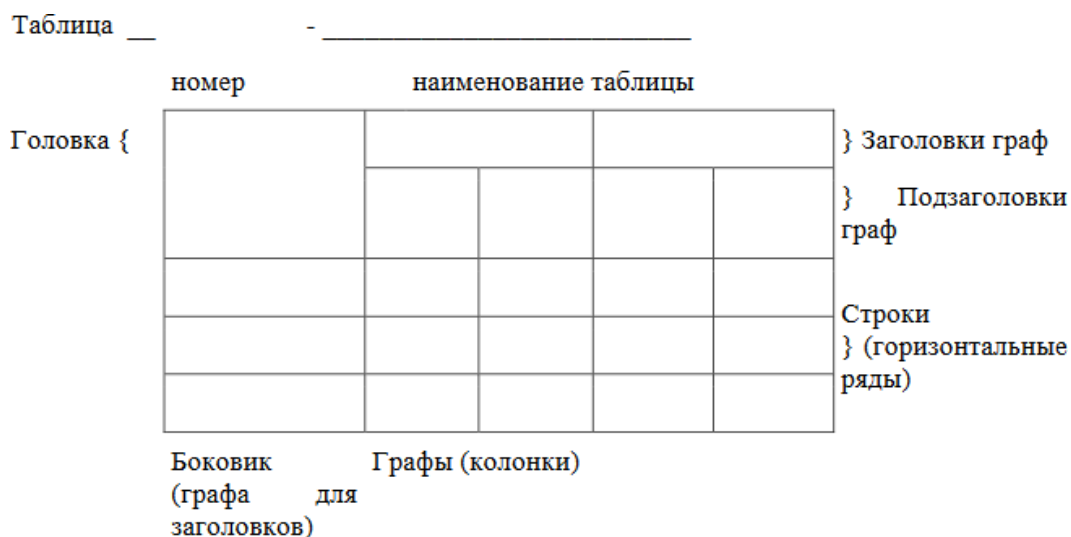 Таблица __ - __________________________
номер наименование таблицы
Головка {
} Заголовки граф
} Подзаголовки
граф
Строки
} (горизонтальные
ряды)
Боковик Графы (колонки)
(графа для
заголовков)